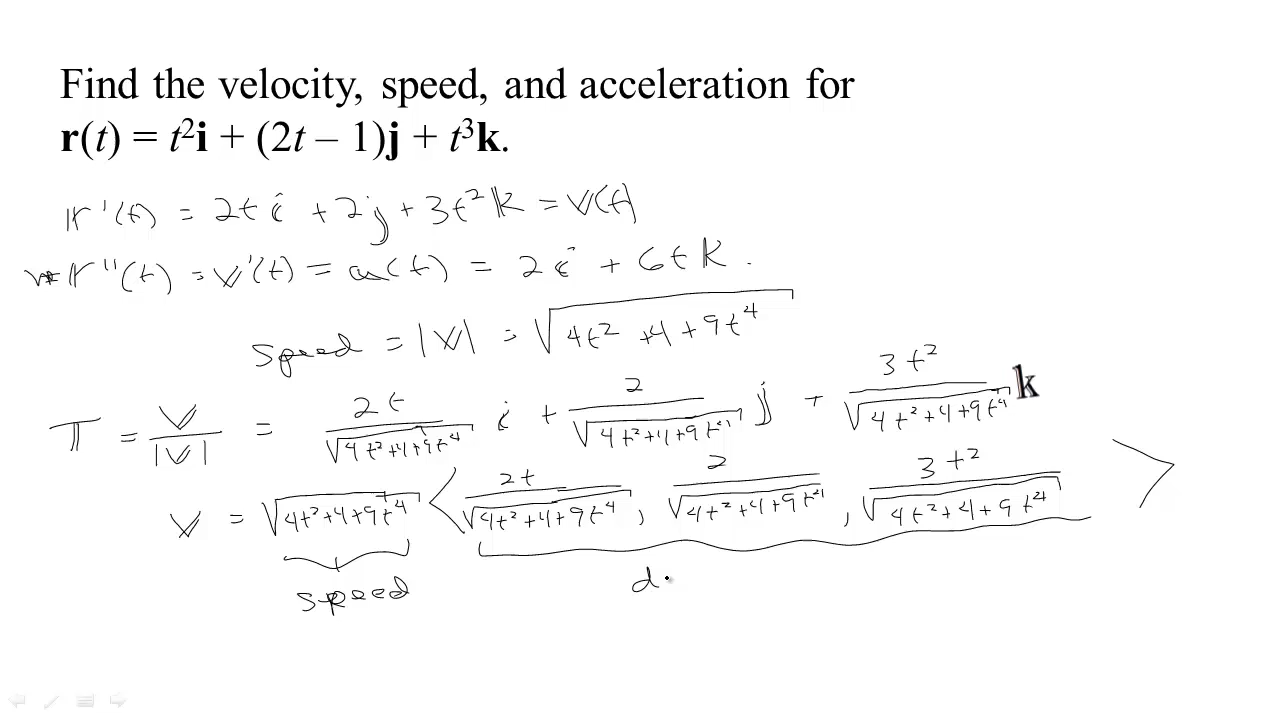 Find the velocity, speed, and acceleration for
r(t) = t²i + (2t – 1)j + t³k.
r'(t) = 2t i + 2j + 3t² k = v(t)
r''(t) = v'(t) = a(t) = 2i + 6t k.
speed = |v| = √(4t² + 4 + 9t⁴)
T = v/|v| = 2t/√(4t²+4+9t⁴) i + 2/√(4t²+4+9t⁴) j + 3t²/√(4t²+4+9t⁴) k
v = √(4t²+4+9t⁴) < 2t/√(4t²+4+9t⁴), 2/√(4t²+4+9t⁴), 3t²/√(4t²+4+9t⁴) >
speed d.